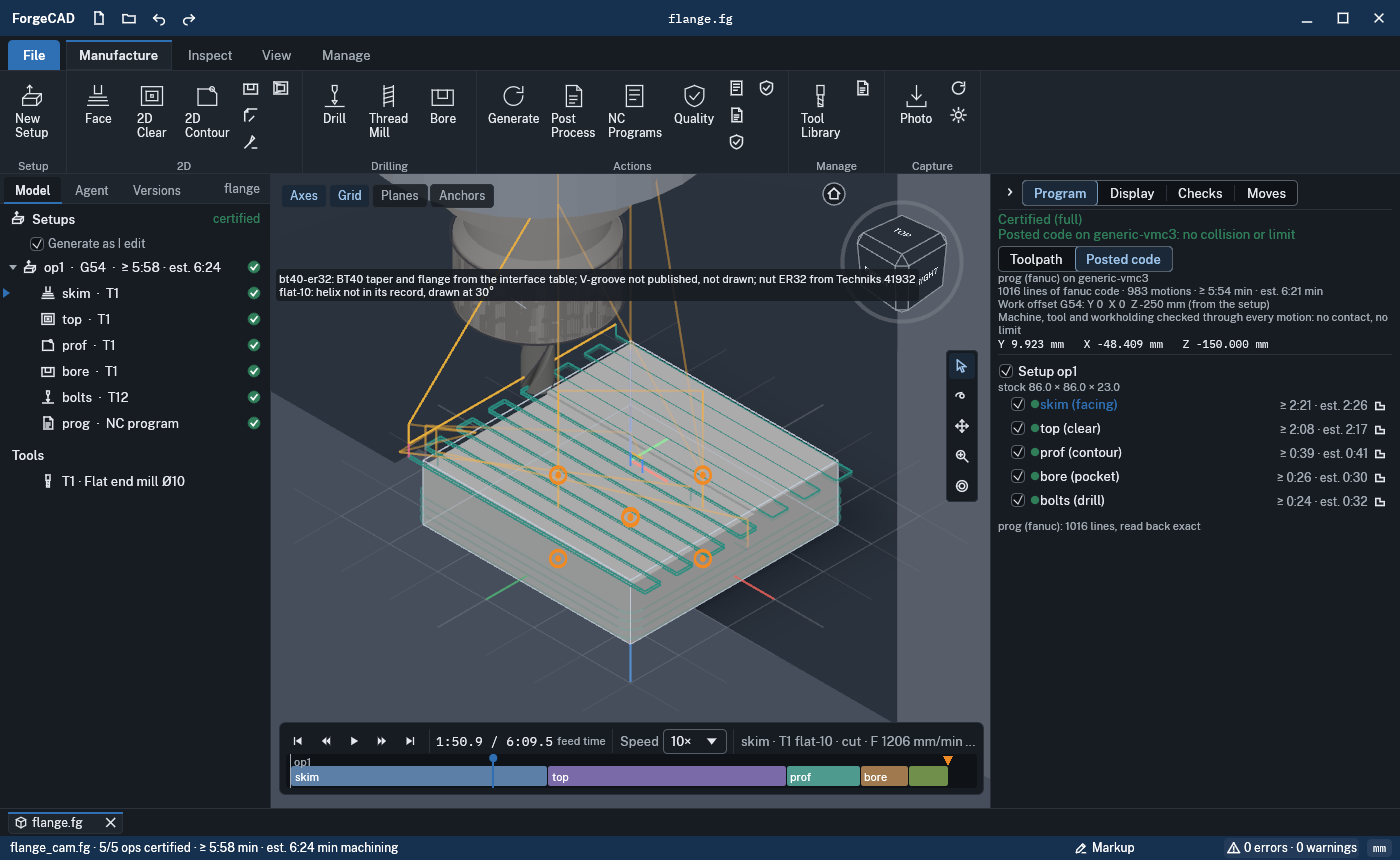 ForgeCAD
flange.fg
File
Manufacture
Inspect
View
Manage
New Setup
Face
2D Clear
2D Contour
Drill
Thread Mill
Bore
Generate
Post Process
NC Programs
Quality
Tool Library
Photo
Setup
2D
Drilling
Actions
Manage
Capture
Model
Agent
Versions
flange
Setups
certified
Generate as I edit
op1 · G54 · ≥ 5:58 · est. 6:24
skim · T1
top · T1
prof · T1
bore · T1
bolts · T12
prog · NC program
Tools
T1 · Flat end mill Ø10
Axes
Grid
Planes
Anchors
TOP
RIGHT
bt40-er32: BT40 taper and flange from the interface table; V-groove not published, not drawn; nut ER32 from Techniks 41932
flat-10: helix not in its record, drawn at 30°
1:50.9 / 6:09.5 feed time
Speed
10×
skim · T1 flat-10 · cut · F 1206 mm/min ...
op1
skim
top
prof
bore
Program
Display
Checks
Moves
Certified (full)
Posted code on generic-vmc3: no collision or limit
Toolpath
Posted code
prog (fanuc) on generic-vmc3
1016 lines of fanuc code · 983 motions · ≥ 5:54 min · est. 6:21 min
Work offset G54: Y 0 X 0 Z -250 mm (from the setup)
Machine, tool and workholding checked through every motion: no contact, no
limit
Y 9.923 mm X -48.409 mm Z -150.000 mm
Setup op1
stock 86.0 × 86.0 × 23.0
skim (facing) ≥ 2:21 · est. 2:26
top (clear) ≥ 2:08 · est. 2:17
prof (contour) ≥ 0:39 · est. 0:41
bore (pocket) ≥ 0:26 · est. 0:30
bolts (drill) ≥ 0:24 · est. 0:32
prog (fanuc): 1016 lines, read back exact
flange.fg
flange_cam.fg · 5/5 ops certified · ≥ 5:58 min · est. 6:24 min machining
Markup
0 errors · 0 warnings
mm